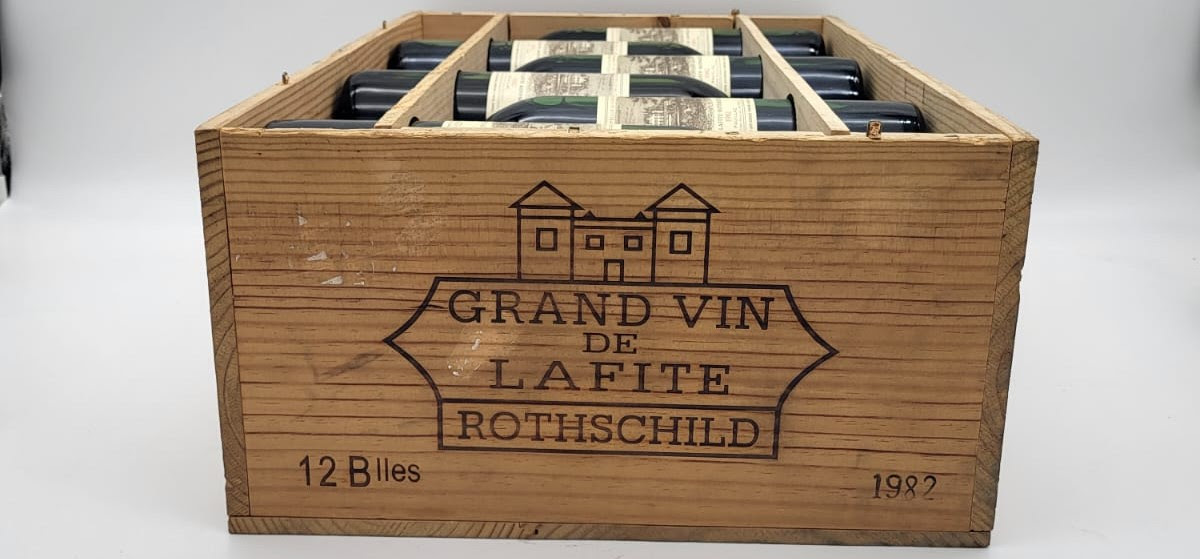 GRAND VIN
DE
LAFITE
ROTHSCHILD
12 Blles
1982